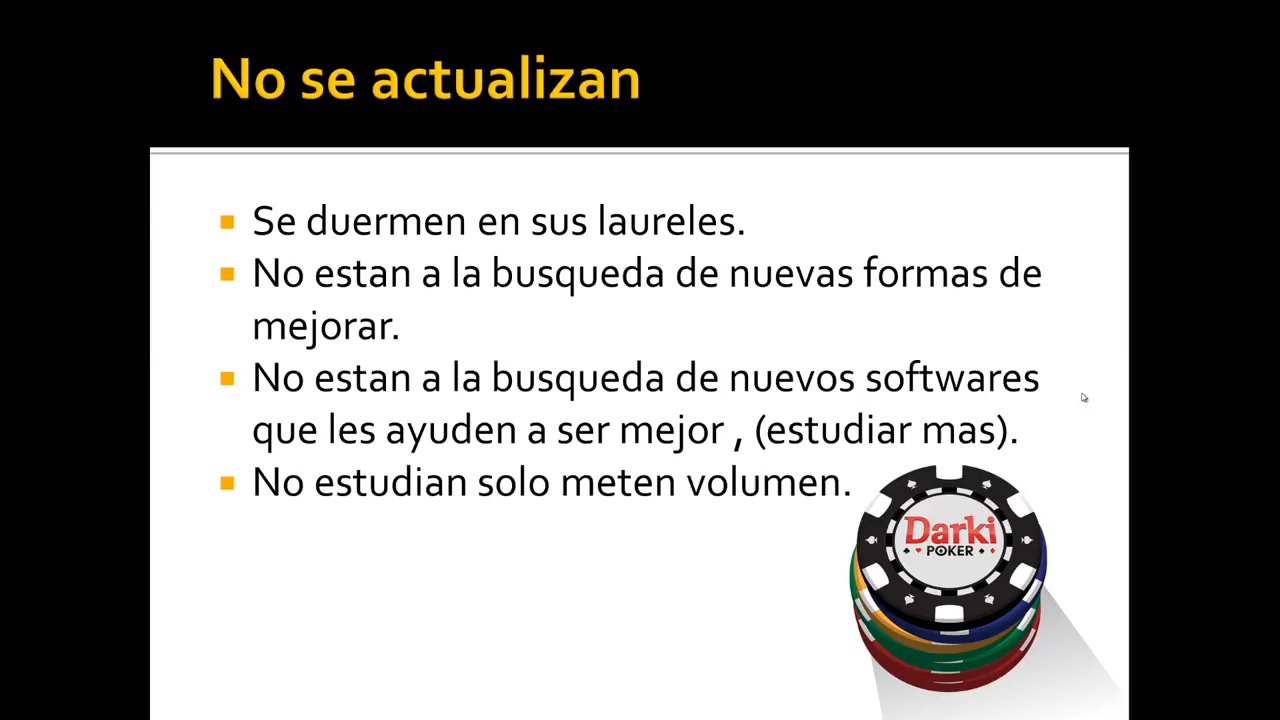 No se actualizan
Se duermen en sus laureles.
No estan a la busqueda de nuevas formas de
mejorar.
No estan a la busqueda de nuevos softwares
que les ayuden a ser mejor , (estudiar mas).
No estudian solo meten volumen.
Darki
POKER